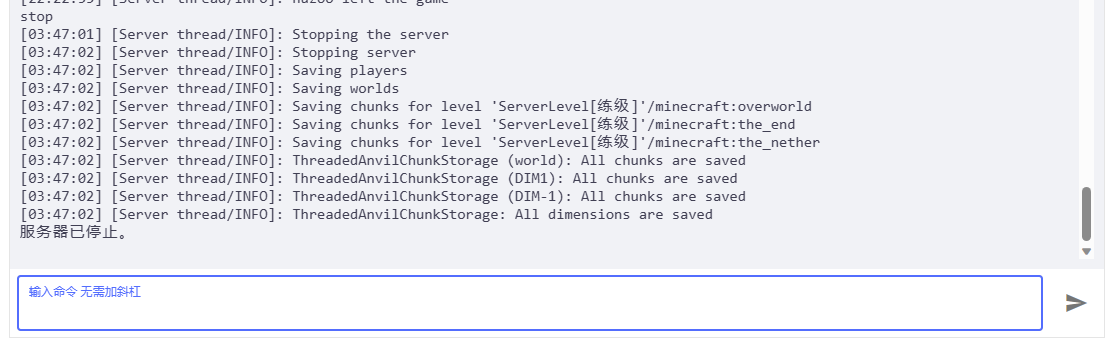 [22:22:55] [Server thread/INFO]: left the game
stop
[03:47:01] [Server thread/INFO]: Stopping the server
[03:47:02] [Server thread/INFO]: Stopping server
[03:47:02] [Server thread/INFO]: Saving players
[03:47:02] [Server thread/INFO]: Saving worlds
[03:47:02] [Server thread/INFO]: Saving chunks for level 'ServerLevel[练级]'/minecraft:overworld
[03:47:02] [Server thread/INFO]: Saving chunks for level 'ServerLevel[练级]'/minecraft:the_end
[03:47:02] [Server thread/INFO]: Saving chunks for level 'ServerLevel[练级]'/minecraft:the_nether
[03:47:02] [Server thread/INFO]: ThreadedAnvilChunkStorage (world): All chunks are saved
[03:47:02] [Server thread/INFO]: ThreadedAnvilChunkStorage (DIM1): All chunks are saved
[03:47:02] [Server thread/INFO]: ThreadedAnvilChunkStorage (DIM-1): All chunks are saved
[03:47:02] [Server thread/INFO]: ThreadedAnvilChunkStorage: All dimensions are saved
服务器已停止。
输入命令 无需加斜杠